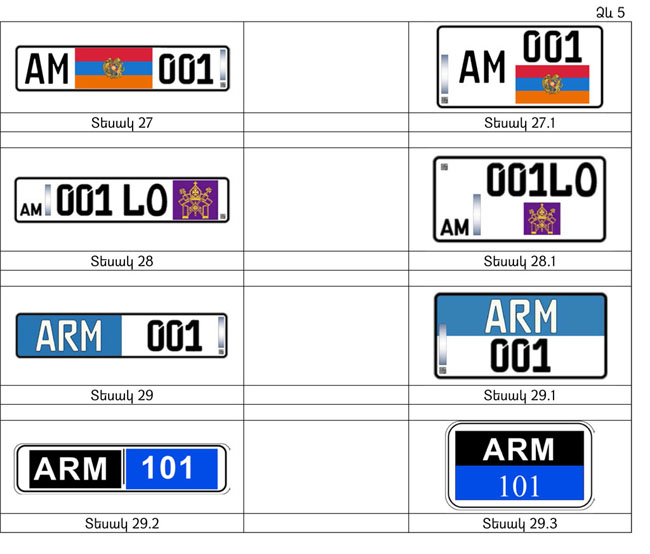 Ձև 5
AM 001
AM 001
Տեսակ 27
Տեսակ 27.1
AM 001 LO
001LO
AM
Տեսակ 28
Տեսակ 28.1
ARM 001
ARM
001
Տեսակ 29
Տեսակ 29.1
ARM 101
ARM
101
Տեսակ 29.2
Տեսակ 29.3